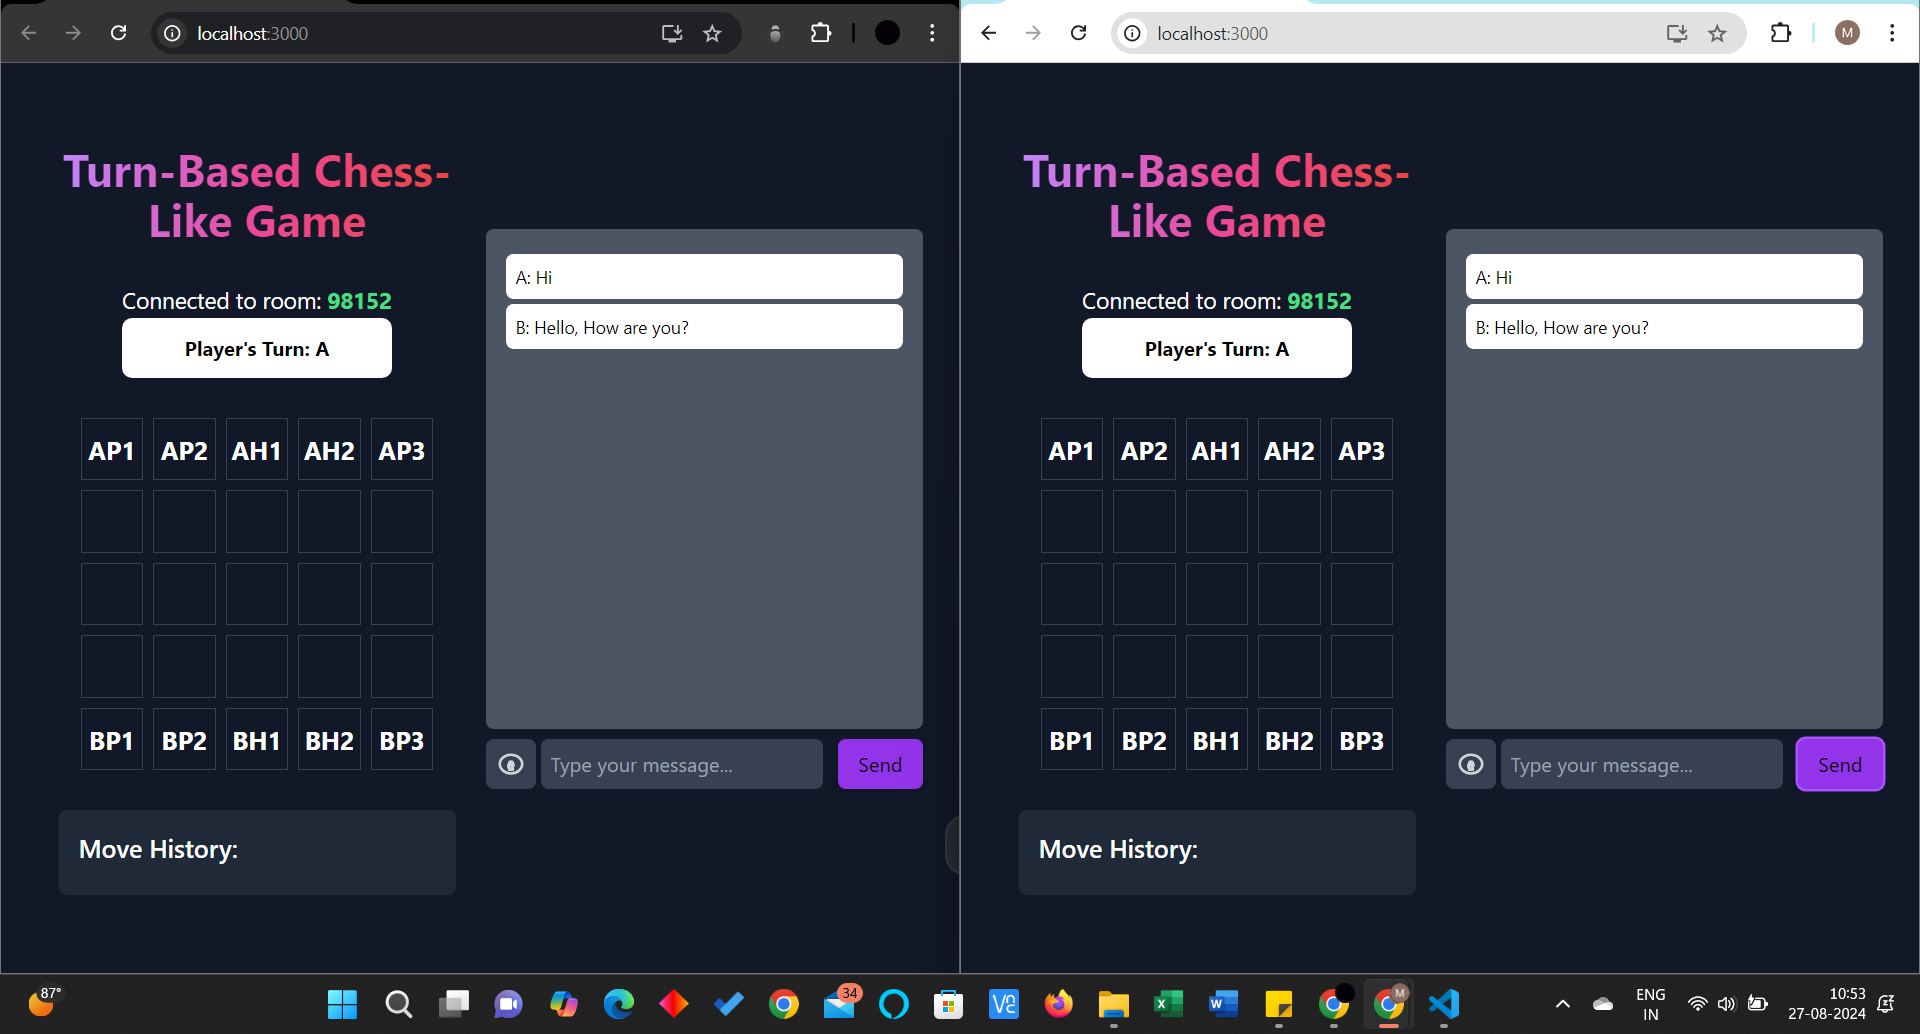 localhost:3000
Turn-Based Chess-
Like Game
Connected to room: 98152
Player's Turn: A
AP1 AP2 AH1 AH2 AP3
BP1 BP2 BH1 BH2 BP3
Move History:
A: Hi
B: Hello, How are you?
Type your message...
Send
localhost:3000
M
Turn-Based Chess-
Like Game
Connected to room: 98152
Player's Turn: A
AP1 AP2 AH1 AH2 AP3
BP1 BP2 BH1 BH2 BP3
Move History:
A: Hi
B: Hello, How are you?
Type your message...
Send
87°
34
M
ENG
IN
10:53
27-08-2024